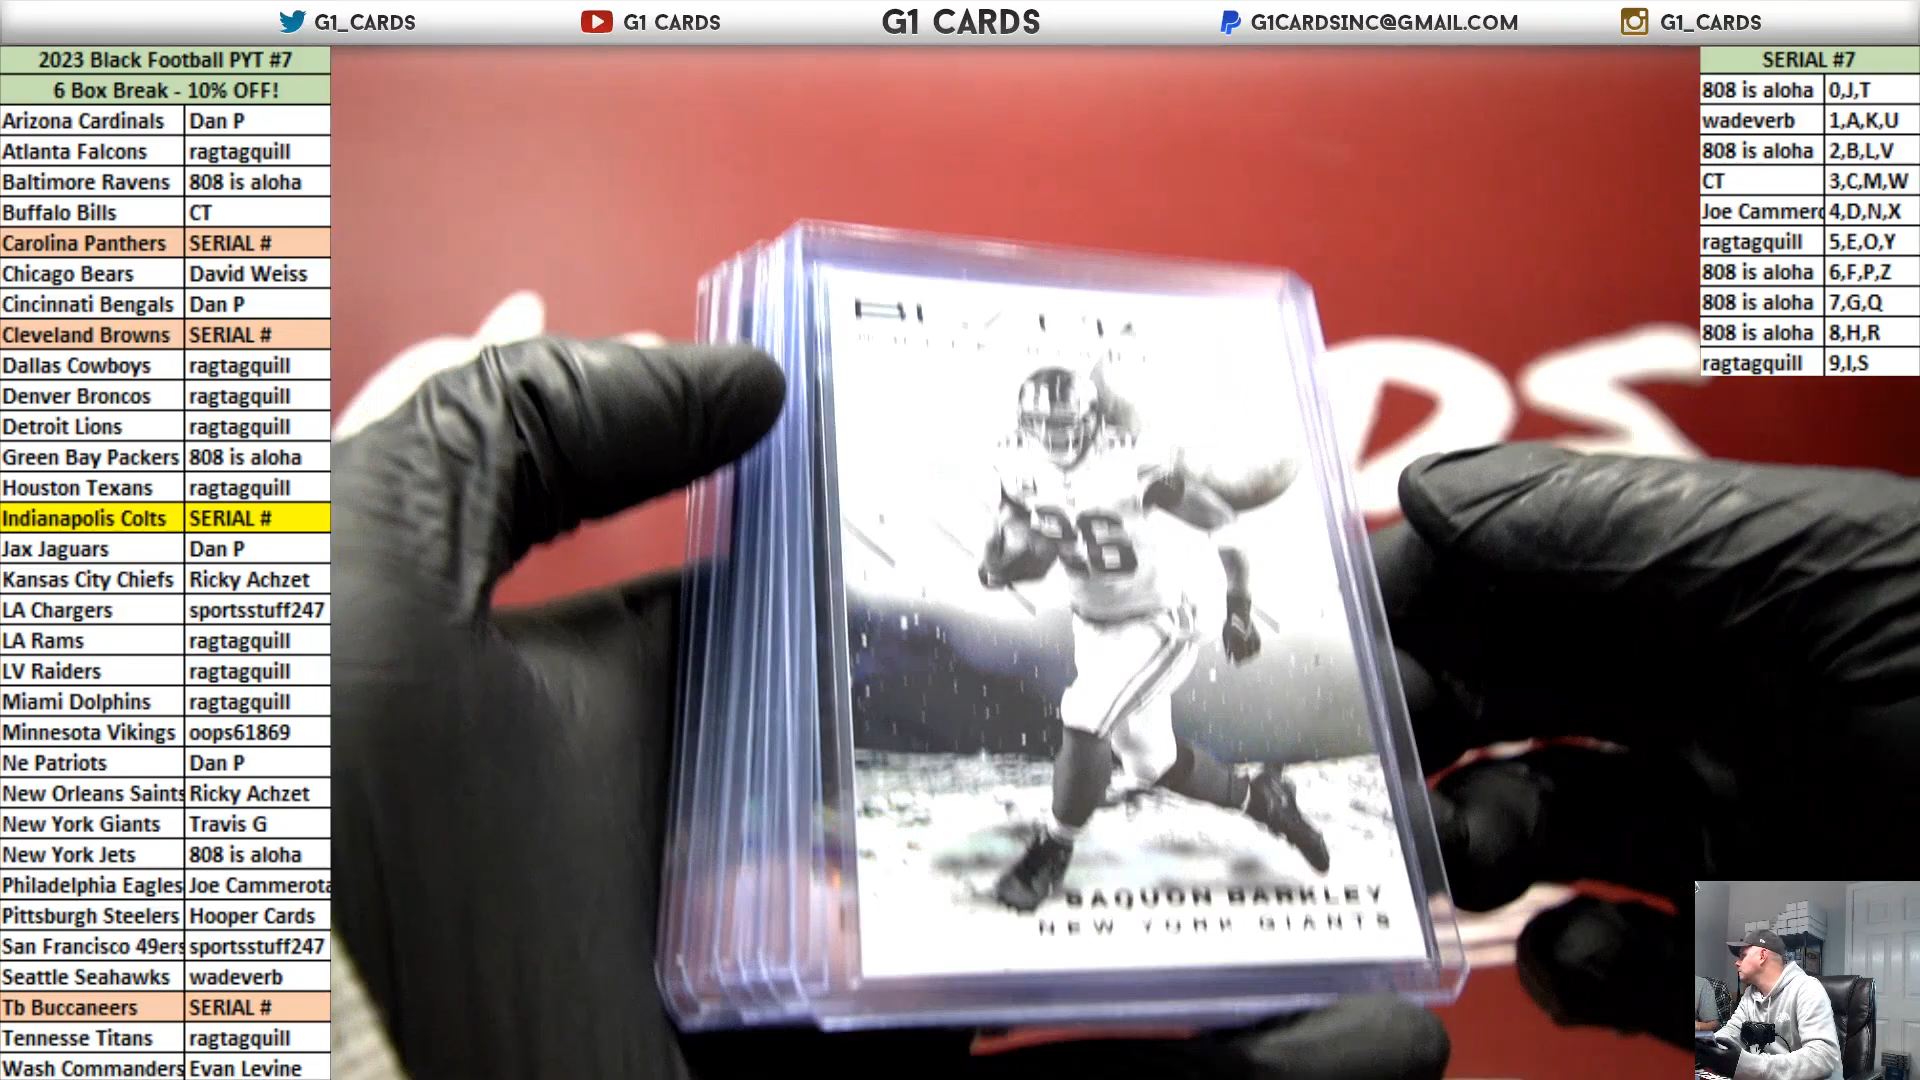 G1_CARDS
G1 CARDS
G1 CARDS
G1CARDSINC@GMAIL.COM
G1_CARDS
2023 Black Football PYT #7
6 Box Break - 10% OFF!
Arizona Cardinals Dan P
Atlanta Falcons ragtagquill
Baltimore Ravens 808 is aloha
Buffalo Bills CT
Carolina Panthers SERIAL #
Chicago Bears David Weiss
Cincinnati Bengals Dan P
Cleveland Browns SERIAL #
Dallas Cowboys ragtagquill
Denver Broncos ragtagquill
Detroit Lions ragtagquill
Green Bay Packers 808 is aloha
Houston Texans ragtagquill
Indianapolis Colts SERIAL #
Jax Jaguars Dan P
Kansas City Chiefs Ricky Achzet
LA Chargers sportsstuff247
LA Rams ragtagquill
LV Raiders ragtagquill
Miami Dolphins ragtagquill
Minnesota Vikings oops61869
Ne Patriots Dan P
New Orleans Saints Ricky Achzet
New York Giants Travis G
New York Jets 808 is aloha
Philadelphia Eagles Joe Cammerota
Pittsburgh Steelers Hooper Cards
San Francisco 49ers sportsstuff247
Seattle Seahawks wadeverb
Tb Buccaneers SERIAL #
Tennesse Titans ragtagquill
Wash Commanders Evan Levine
SERIAL #7
808 is aloha 0,J,T
wadeverb 1,A,K,U
808 is aloha 2,B,L,V
CT 3,C,M,W
Joe Cammero 4,D,N,X
ragtagquill 5,E,O,Y
808 is aloha 6,F,P,Z
808 is aloha 7,G,Q
808 is aloha 8,H,R
ragtagquill 9,I,S
26
SAQUON BARKLEY
NEW YORK GIANTS
DS